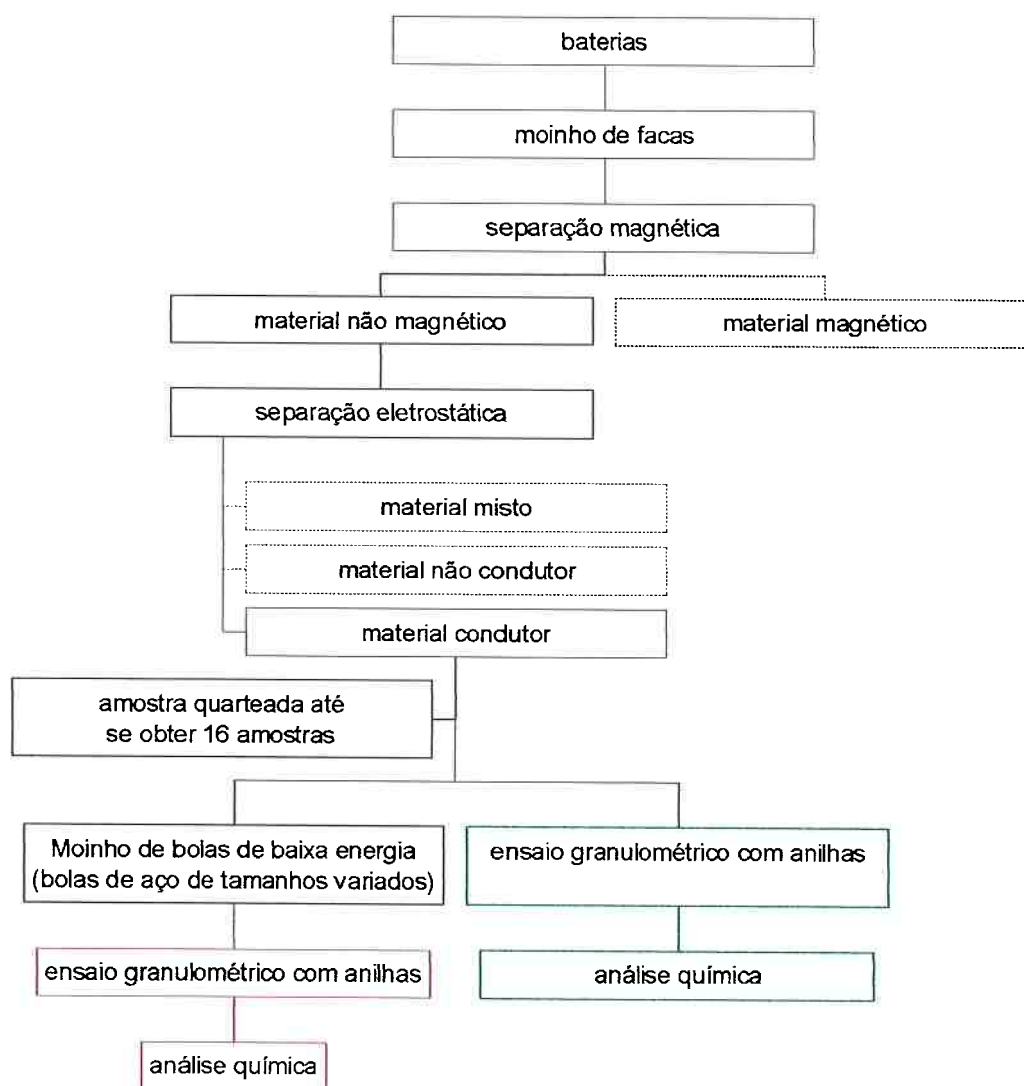 baterias
moinho de facas
separação magnética
material não magnético
material magnético
separação eletrostática
material misto
material não condutor
material condutor
amostra quarteada até
se obter 16 amostras
Moinho de bolas de baixa energia
(bolas de aço de tamanhos variados)
ensaio granulométrico com anilhas
ensaio granulométrico com anilhas
análise química
análise química